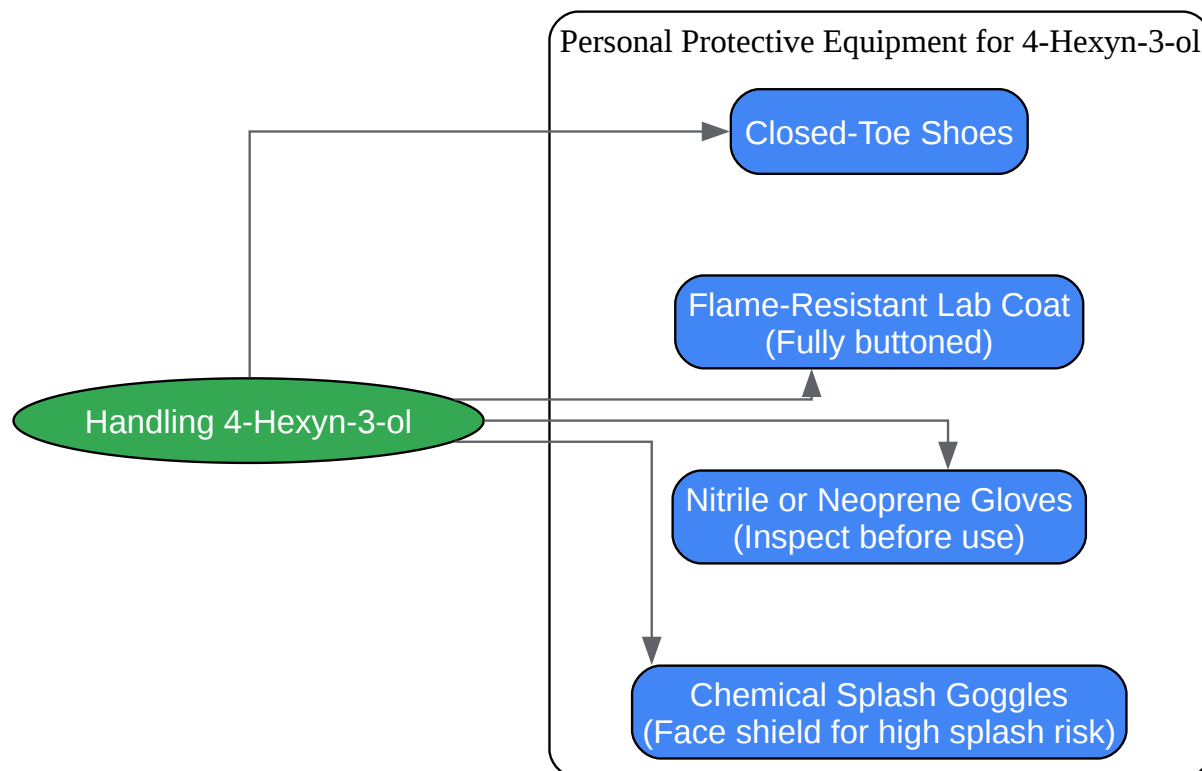 Personal Protective Equipment for 4-Hexyn-3-ol
Closed-Toe Shoes
Flame-Resistant Lab Coat
(Fully buttoned)
Handling 4-Hexyn-3-ol
Nitrile or Neoprene Gloves
(Inspect before use)
Chemical Splash Goggles
(Face shield for high splash risk)